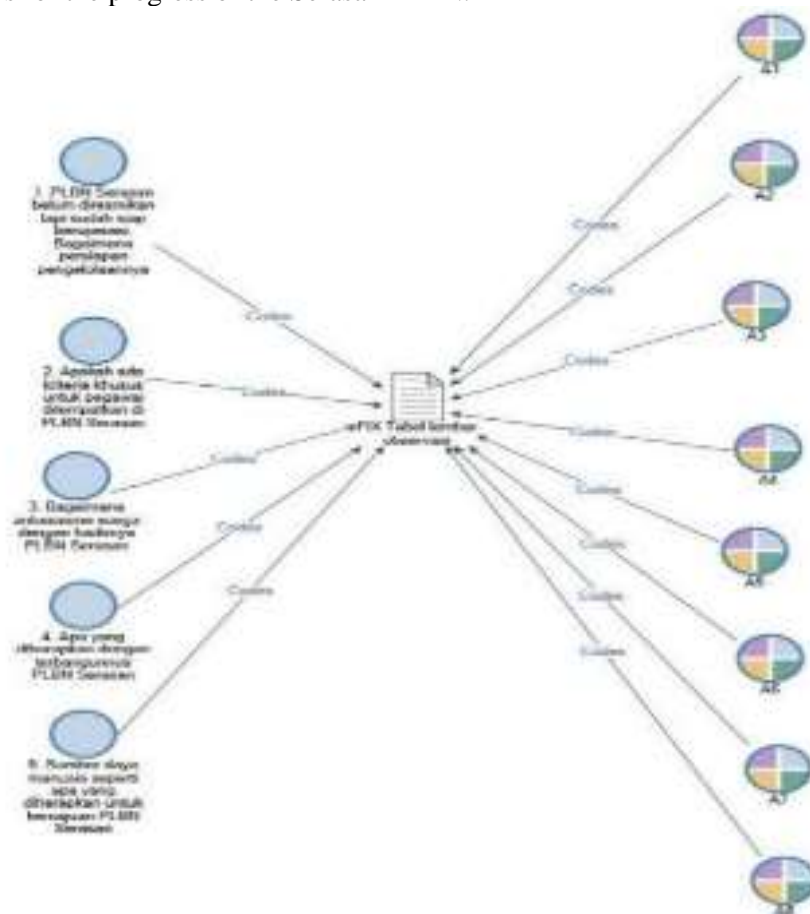 1. PLBN Serasan
belum diresmikan
tapi sudah siap
beroperasi.
Bagaimana
persiapan
pengelolaannya
2. Apakah ada
kriteria khusus
untuk pegawai
ditempatkan di
PLBN Serasan
3. Bagaimana
antusiasme warga
dengan hadirnya
PLBN Serasan
4. Apa yang
diharapkan dengan
terbangunnya
PLBN Serasan
5. Sumber daya
manusia seperti
apa yang
diharapkan untuk
kemajuan PLBN
Serasan
Codes
Codes
Codes
Codes
Codes
Tabel lembar
observasi
Codes
Codes
Codes
Codes
Codes
Codes
Codes
Codes
A1
A2
A3
A4
A5
A6
A7
A8